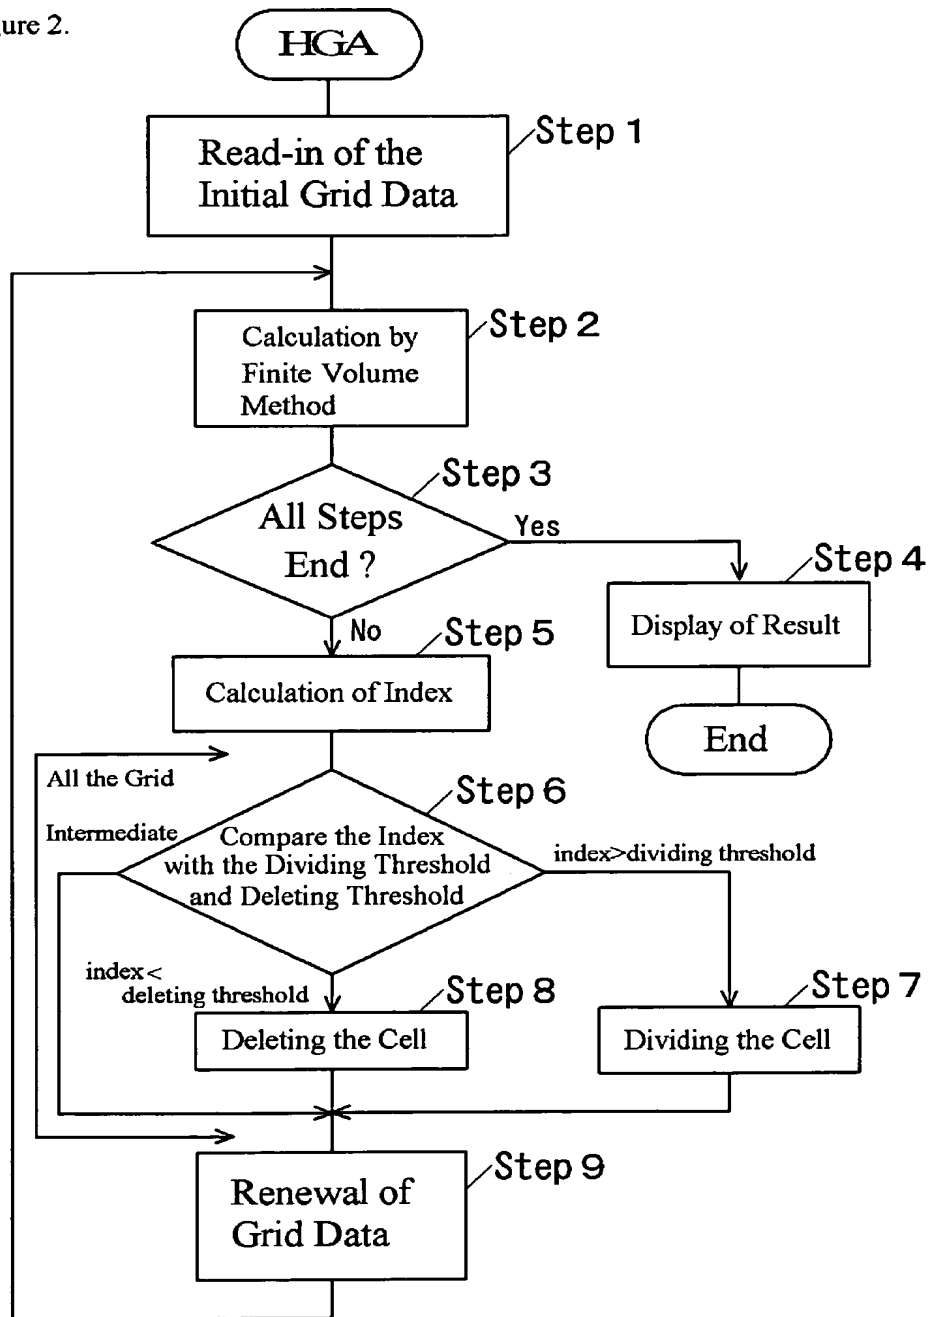 ure 2.
HGA
Step 1
Read-in of the
Initial Grid Data
Step 2
Calculation by
Finite Volume
Method
Step 3
All Steps
End ?
Yes
Step 4
Display of Result
End
No
Step 5
Calculation of Index
All the Grid
Step 6
Intermediate
Compare the Index
with the Dividing Threshold
and Deleting Threshold
index>dividing threshold
index<
deleting threshold
Step 8
Deleting the Cell
Step 7
Dividing the Cell
Step 9
Renewal of
Grid Data